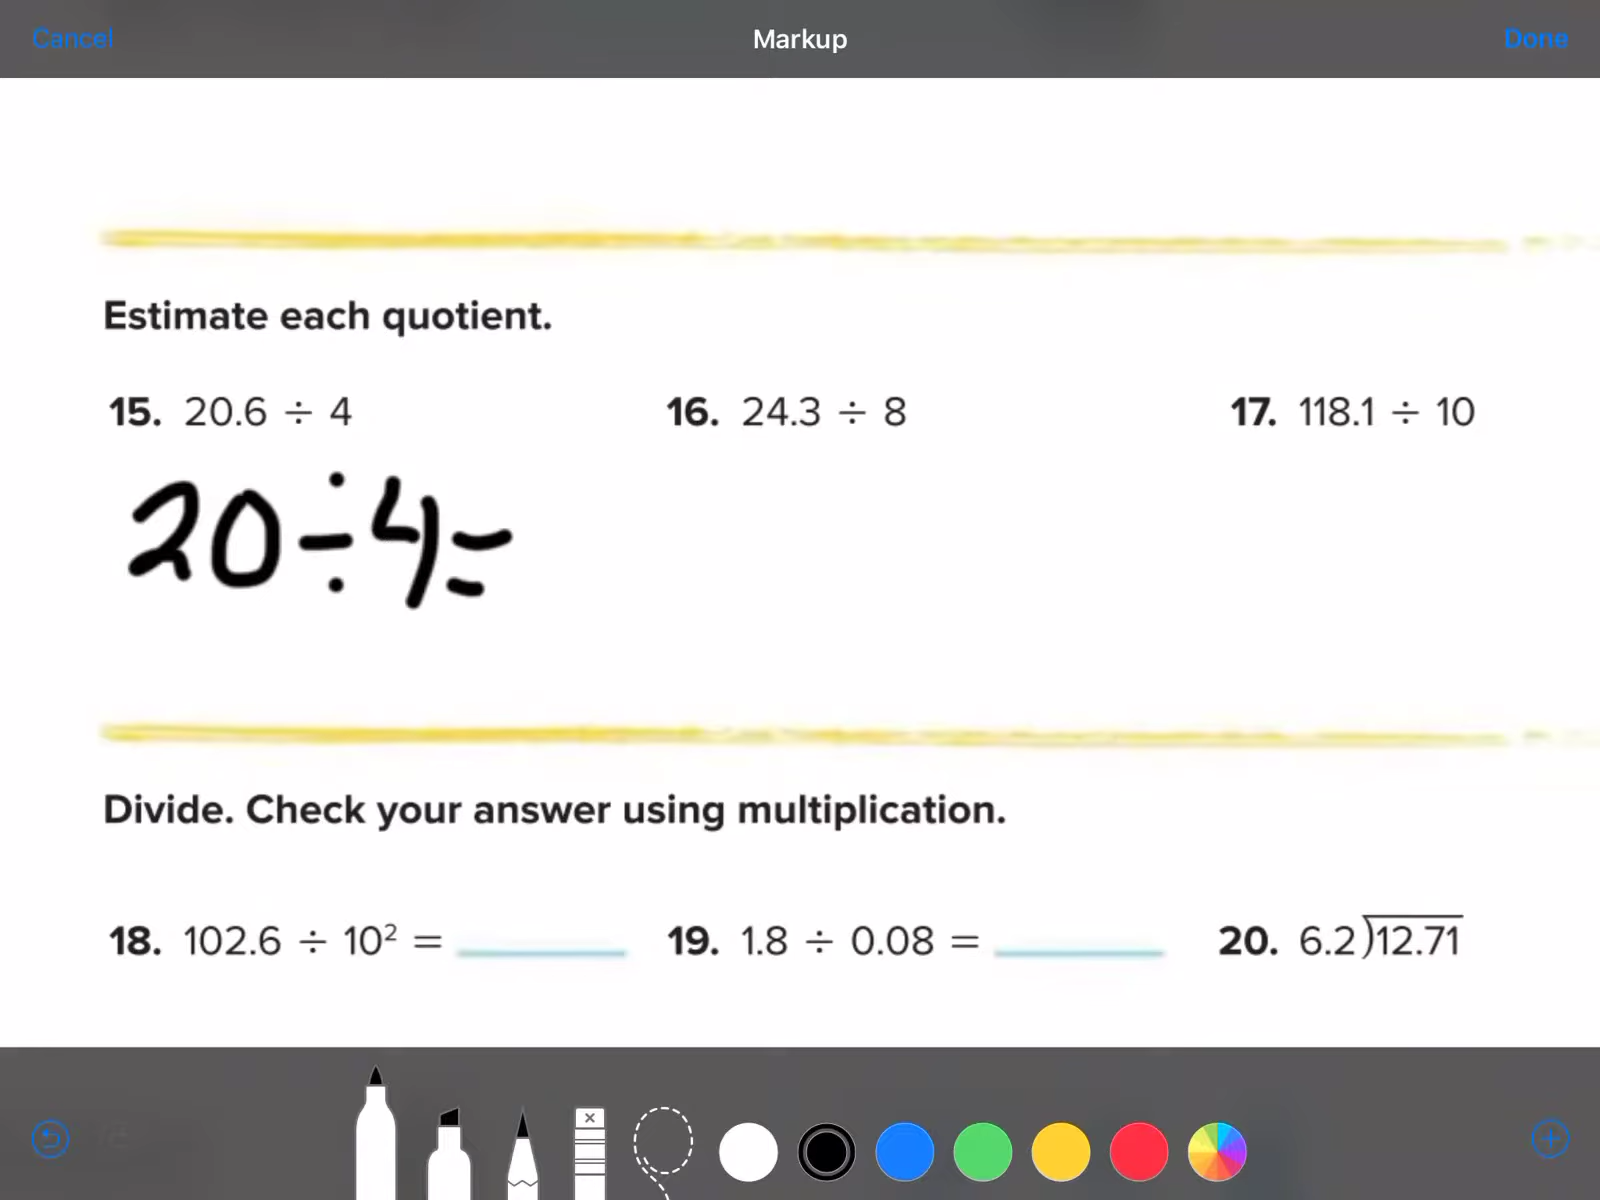 Cancel Markup Done
Estimate each quotient.
15. 20.6 ÷ 4 16. 24.3 ÷ 8 17. 118.1 ÷ 10
20÷4=
Divide. Check your answer using multiplication.
18. 102.6 ÷ 10² = 19. 1.8 ÷ 0.08 = 20. 6.2)12.71